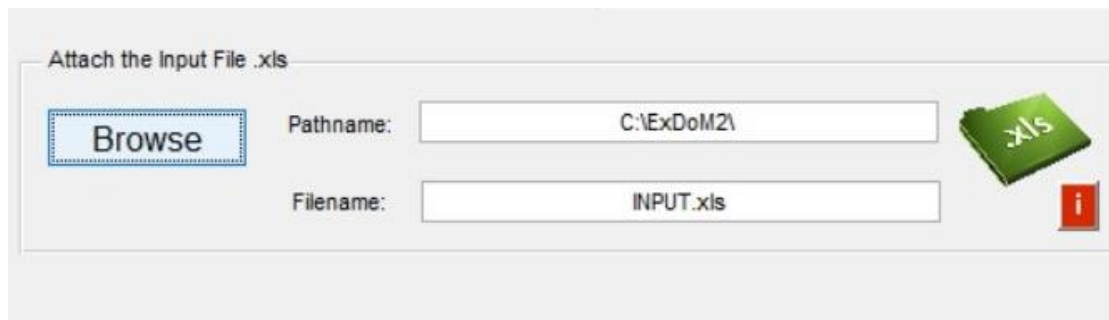 Attach the Input File .xls
Browse
Pathname:
C:\ExDoM2\
.xls
Filename:
INPUT.xls
i